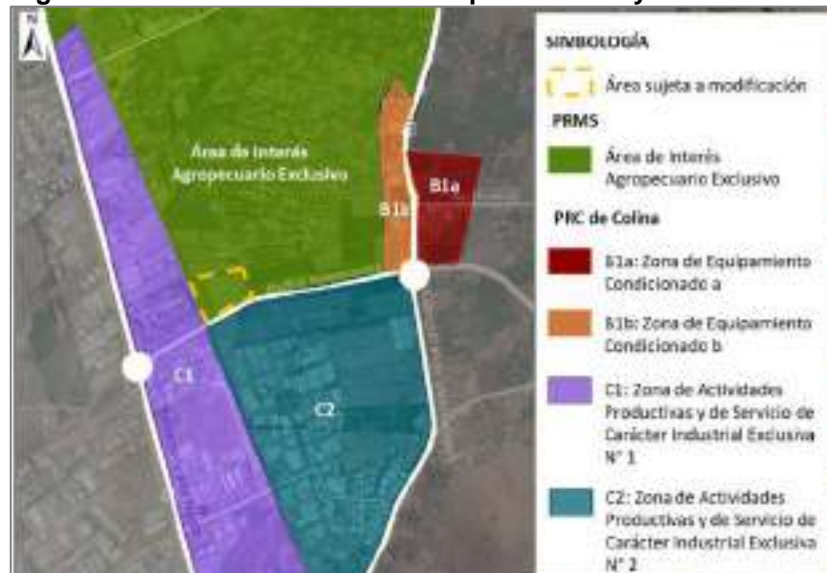 N
Área de Interés
Agropecuario Exclusivo
B1a
B1b
C1
C2
SIMBOLOGÍA
Área sujeta a modificación
PRMS
Área de Interés
Agropecuario Exclusivo
PRC de Colina
B1a: Zona de Equipamiento
Condicionado a
B1b: Zona de Equipamiento
Condicionado b
C1: Zona de Actividades
Productivas y de Servicio de
Carácter Industrial Exclusiva
N° 1
C2: Zona de Actividades
Productivas y de Servicio de
Carácter Industrial Exclusiva
N° 2